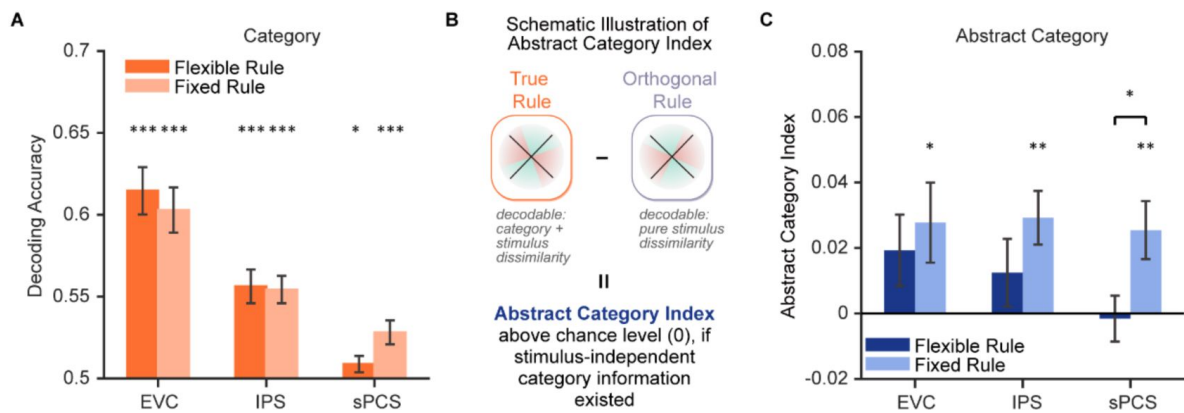 A
Category
0.7
0.65
0.6
0.55
0.5
Decoding Accuracy
Flexible Rule
Fixed Rule
*** ***
*** ***
* ***
EVC
IPS
sPCS
B
Schematic Illustration of
Abstract Category Index
True
Rule
Orthogonal
Rule
–
decodable:
category +
stimulus
dissimilarity
decodable:
pure stimulus
dissimilarity
=
Abstract Category Index
above chance level (0), if
stimulus-independent
category information
existed
C
Abstract Category
0.08
0.06
0.04
0.02
0
-0.02
Abstract Category Index
*
*
**
**
Flexible Rule
Fixed Rule
EVC
IPS
sPCS